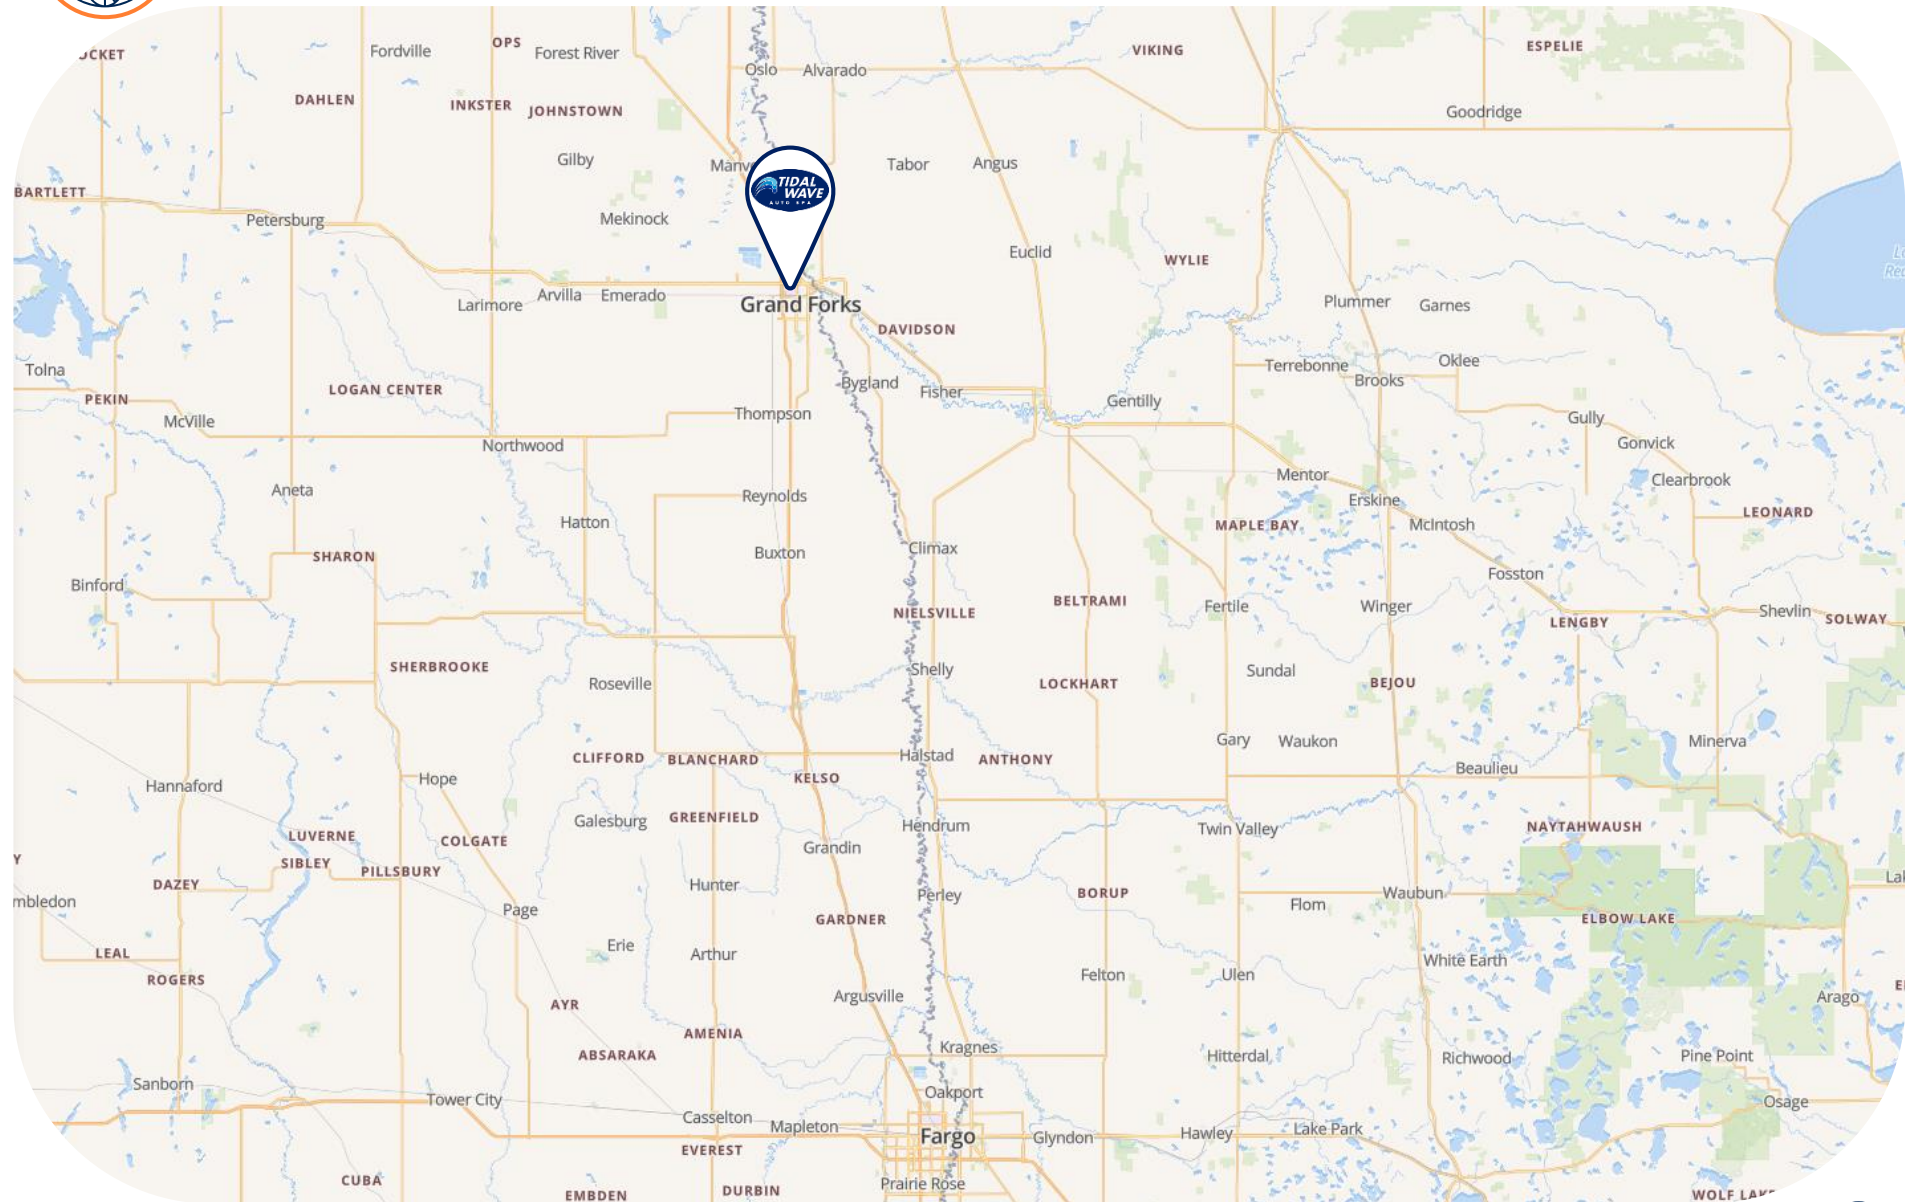 OPS
Fordville
Forest River
VIKING
ESPELIE
Oslo
Alvarado
DAHLEN
INKSTER
JOHNSTOWN
Goodridge
Gilby
Tabor
Angus
TIDAL
WAVE
AUTO SPA
BARTLETT
Petersburg
Mekinock
Euclid
WYLIE
Larimore
Arvilla
Emerado
Grand Forks
Plummer
Garnes
DAVIDSON
Tolna
LOGAN CENTER
Bygland
Fisher
Terrebonne
Brooks
Oklee
PEKIN
McVille
Thompson
Gentilly
Gully
Northwood
Gonvick
Aneta
Reynolds
Mentor
Erskine
Clearbrook
Hatton
MAPLE BAY
McIntosh
LEONARD
SHARON
Buxton
Climax
Binford
Fosston
NIELSVILLE
BELTRAMI
Fertile
Winger
LENGBY
Shevlin
SOLWAY
SHERBROOKE
Roseville
Shelly
LOCKHART
Sundal
BEJOU
Gary
Waukon
Minerva
Hannaford
Hope
CLIFFORD
BLANCHARD
KELSO
Halstad
ANTHONY
Beaulieu
LUVERNE
COLGATE
Galesburg
GREENFIELD
Grandin
Hendrum
Twin Valley
NAYTAHWAUSH
SIBLEY
PILLSBURY
DAZEY
Hunter
Perley
BORUP
Flom
Waubun
Page
GARDNER
ELBOW LAKE
LEAL
ROGERS
Erie
Arthur
Felton
Ulen
White Earth
AYR
Argusville
Arago
AMENIA
ABSARAKA
Kragnes
Hitterdal
Richwood
Pine Point
Sanborn
Tower City
Oakport
Osage
Casselton
Mapleton
Fargo
Glyndon
Hawley
Lake Park
EVEREST
CUBA
EMBDEN
DURBIN
Prairie Rose
WOLF LAKE